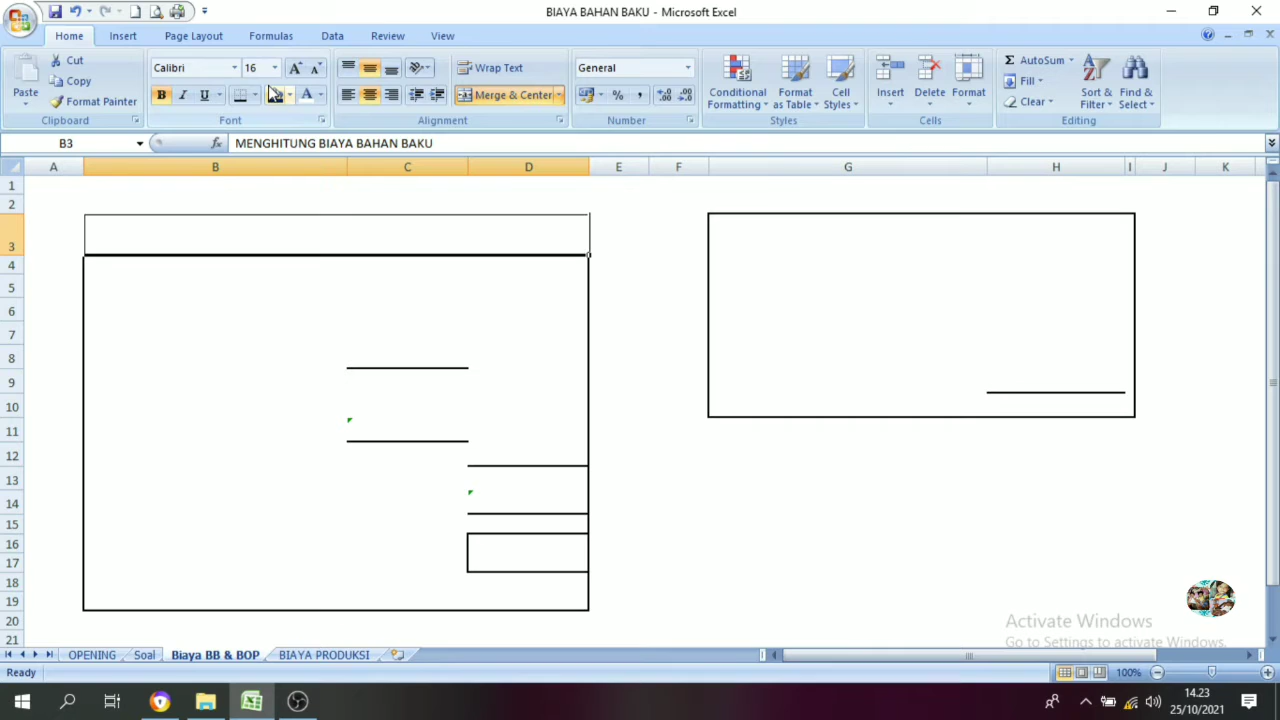 BIAYA BAHAN BAKU - Microsoft Excel
Home Insert Page Layout Formulas Data Review View
Cut
Copy
Format Painter
Paste
Clipboard
Calibri 16
B I U A
Font
Wrap Text
Merge & Center
Alignment
General
% ,
Number
Conditional Formatting
Format as Table
Cell Styles
Styles
Insert Delete Format
Cells
Σ AutoSum
Fill
Clear
Sort & Filter
Find & Select
Editing
B3 fx MENGHITUNG BIAYA BAHAN BAKU
A B C D E F G H I J K
1
2
3
4
5
6
7
8
9
10
11
12
13
14
15
16
17
18
19
20
21
Activate Windows
Go to Settings to activate Windows.
OPENING Soal Biaya BB & BOP BIAYA PRODUKSI
Ready 100%
14.23
25/10/2021